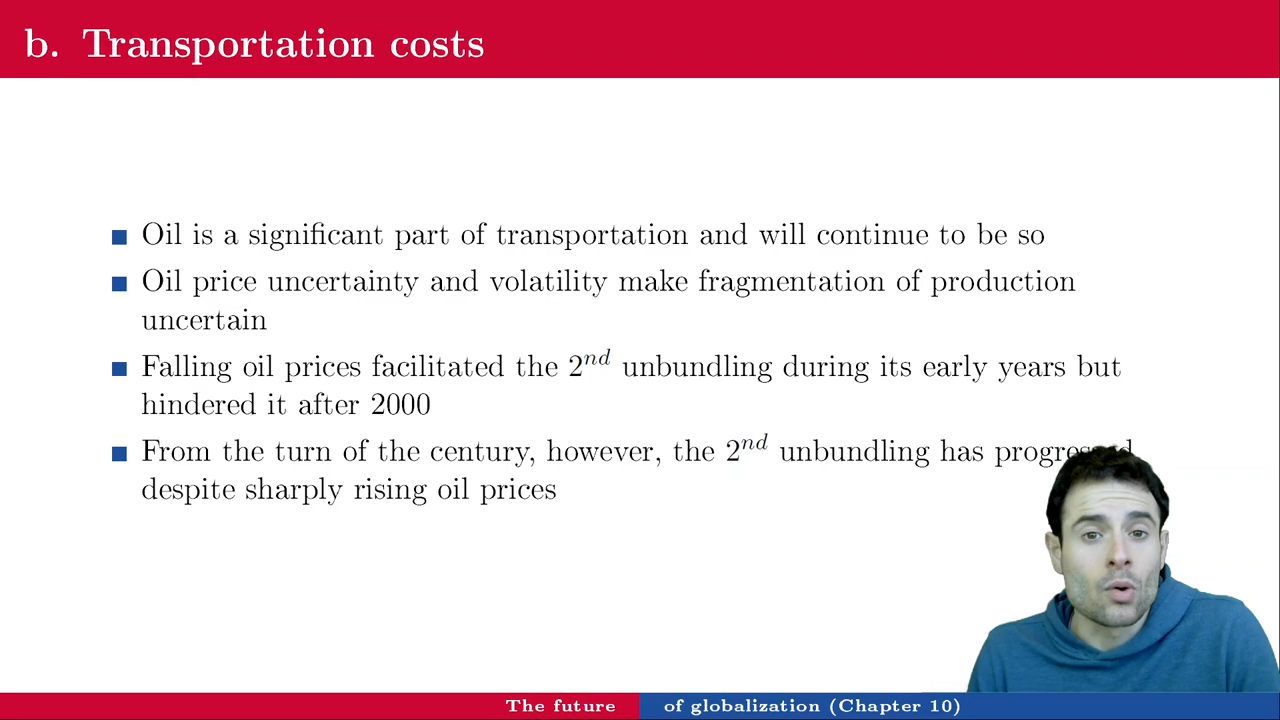 b. Transportation costs
■ Oil is a significant part of transportation and will continue to be so
■ Oil price uncertainty and volatility make fragmentation of production
uncertain
■ Falling oil prices facilitated the 2nd unbundling during its early years but
hindered it after 2000
■ From the turn of the century, however, the 2nd unbundling has progressed
despite sharply rising oil prices
The future of globalization (Chapter 10)